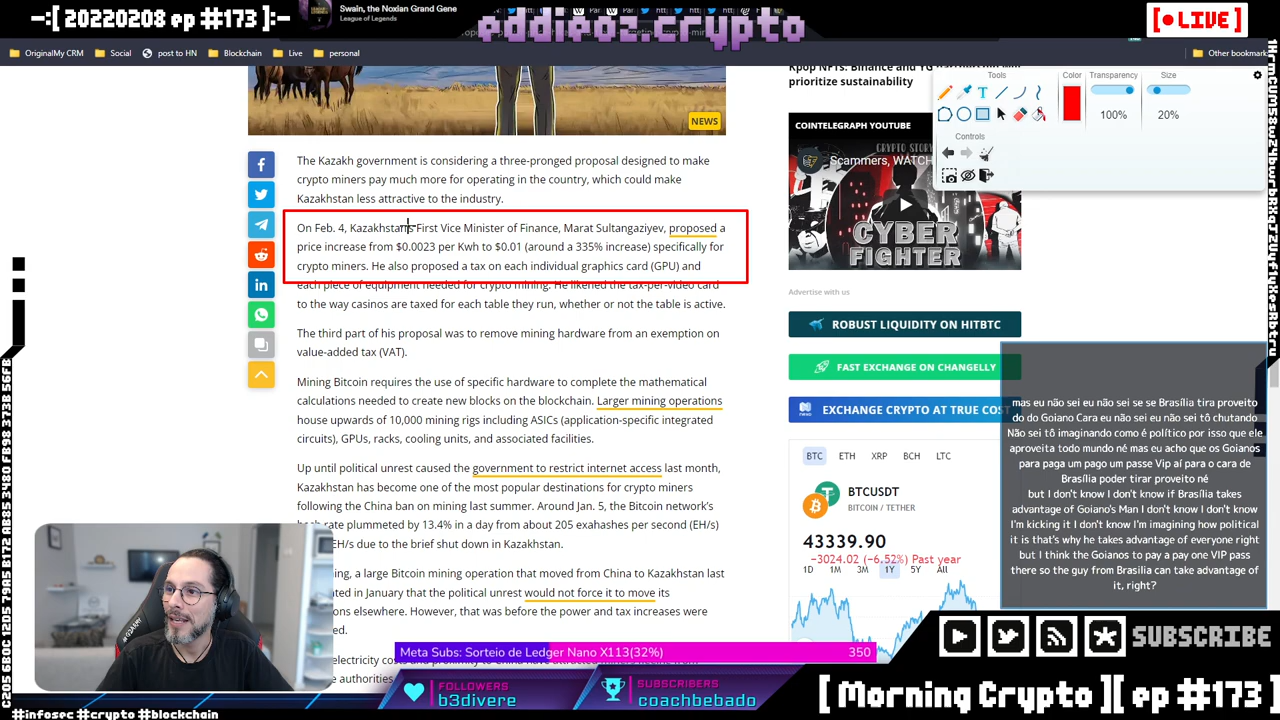 –:[ 20220208 ep #173 ]:–
Swain, the Noxian Grand Gene
League of Legends
eddieoz.crypto
[ • LIVE ]
OriginalMy CRM
Social
post to HN
Blockchain
Live
personal
Other bookmark
prioritize sustainability
NEWS
The Kazakh government is considering a three-pronged proposal designed to make
crypto miners pay much more for operating in the country, which could make
Kazakhstan less attractive to the industry.
On Feb. 4, Kazakhstan's First Vice Minister of Finance, Marat Sultangaziyev, proposed a
price increase from $0.0023 per Kwh to $0.01 (around a 335% increase) specifically for
crypto miners. He also proposed a tax on each individual graphics card (GPU) and
each piece of equipment needed for crypto mining. He likened the tax-per-video card
to the way casinos are taxed for each table they run, whether or not the table is active.
The third part of his proposal was to remove mining hardware from an exemption on
value-added tax (VAT).
Mining Bitcoin requires the use of specific hardware to complete the mathematical
calculations needed to create new blocks on the blockchain. Larger mining operations
house upwards of 10,000 mining rigs including ASICs (application-specific integrated
circuits), GPUs, racks, cooling units, and associated facilities.
Up until political unrest caused the government to restrict internet access last month,
Kazakhstan has become one of the most popular destinations for crypto miners
following the China ban on mining last summer. Around Jan. 5, the Bitcoin network's
rate plummeted by 13.4% in a day from about 205 exahashes per second (EH/s)
EH/s due to the brief shut down in Kazakhstan.
ing, a large Bitcoin mining operation that moved from China to Kazakhstan last
ted in January that the political unrest would not force it to move its
ons elsewhere. However, that was before the power and tax increases were
ed.
electricity
authorities
Tools
Color
Transparency
Size
100%
20%
Controls
COINTELEGRAPH YOUTUBE
CRYPTO STORY
Scammers, WATCH
CYBER
FIGHTER
Advertise with us
ROBUST LIQUIDITY ON HITBTC
FAST EXCHANGE ON CHANGELLY
EXCHANGE CRYPTO AT TRUE COST
BTC
ETH
XRP
BCH
LTC
BTCUSDT
BITCOIN / TETHER
43339.90
−3024.02 (−6.52%) Past year
1D
1M
3M
1Y
5Y
All
mas eu não sei eu não sei se se Brasília tira proveito
do do Goiano Cara eu não sei eu não sei tô chutando
Não sei tô imaginando como é político por isso que ele
aproveita todo mundo né mas eu acho que os Goianos
para paga um pago um passe Vip aí para o cara de
Brasília poder tirar proveito né
but I don't know I don't know if Brasília takes
advantage of Goiano's Man I don't know I don't know
I'm kicking it I don't know I'm imagining how political
it is that's why he takes advantage of everyone right
but I think the Goianos to pay a pay one VIP pass
there so the guy from Brasilia can take advantage of
it, right?
Meta Subs: Sorteio de Ledger Nano X113(32%)
350
FOLLOWERS
b3divere
SUBSCRIBERS
coachbebado
SUBSCRIBE
[ Morning Crypto ][ ep #173 ]
#infosec #crypto #blockchain